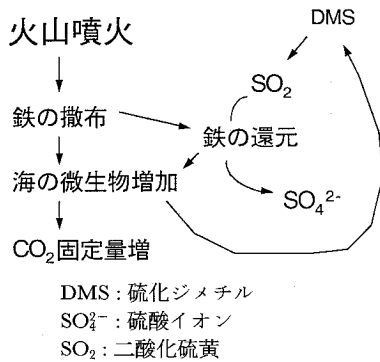 火山噴火
DMS
SO₂
鉄の撒布
鉄の還元
海の微生物増加
SO₄²⁻
CO₂固定量増
DMS : 硫化ジメチル
SO₄²⁻ : 硫酸イオン
SO₂ : 二酸化硫黄